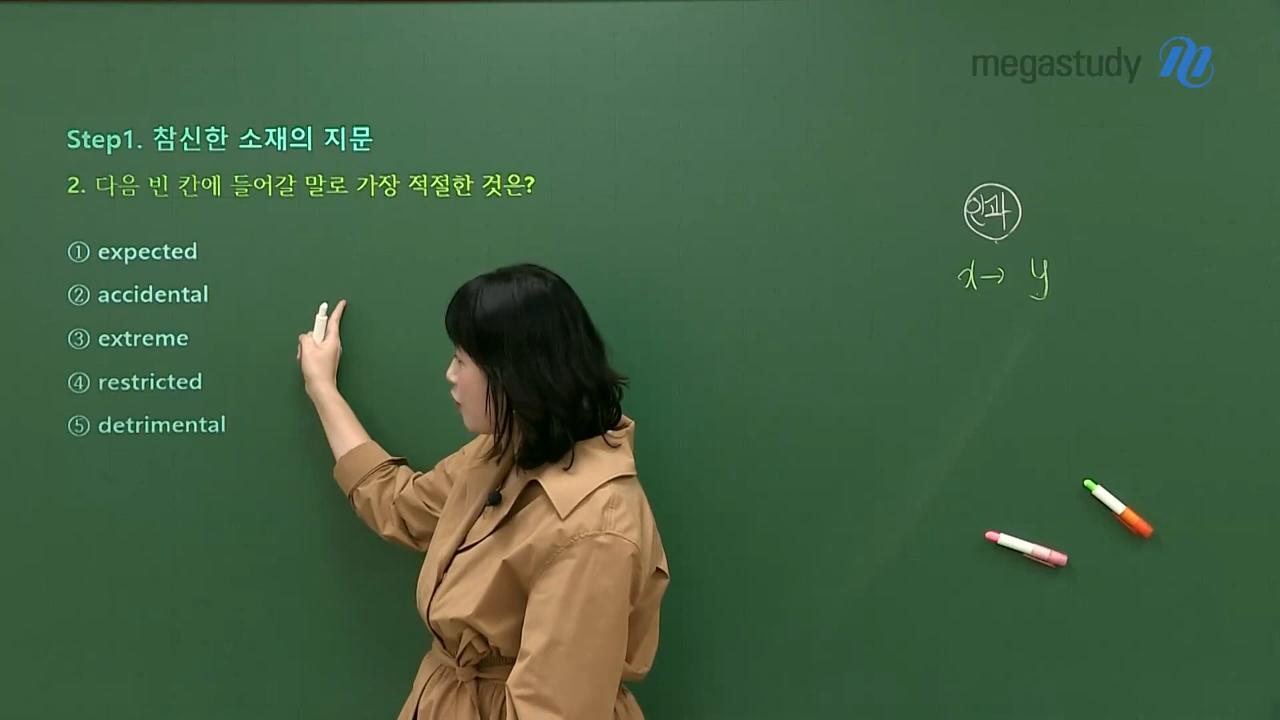 megastudy
Step1. 참신한 소재의 지문
2. 다음 빈 칸에 들어갈 말로 가장 적절한 것은?
① expected
② accidental
③ extreme
④ restricted
⑤ detrimental
인과
x → y